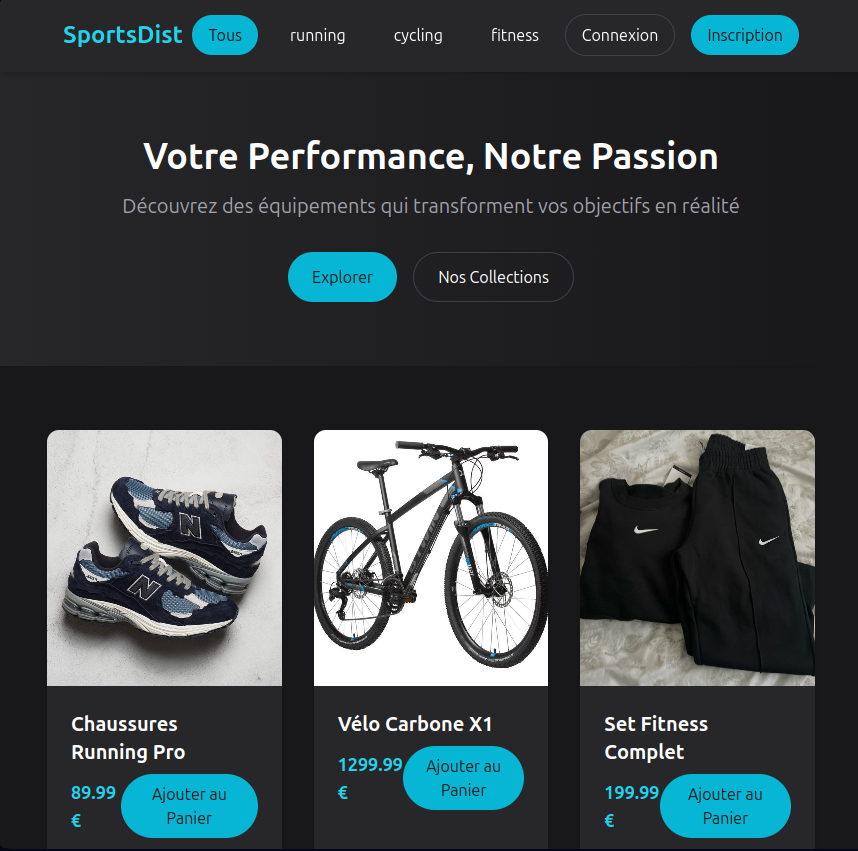 SportsDist Tous running cycling fitness Connexion Inscription
Votre Performance, Notre Passion
Découvrez des équipements qui transforment vos objectifs en réalité
Explorer Nos Collections
N
N
Chaussures
Running Pro
89.99
€
Ajouter au
Panier
Vélo Carbone X1
1299.99
€
Ajouter au
Panier
Set Fitness
Complet
199.99
€
Ajouter au
Panier